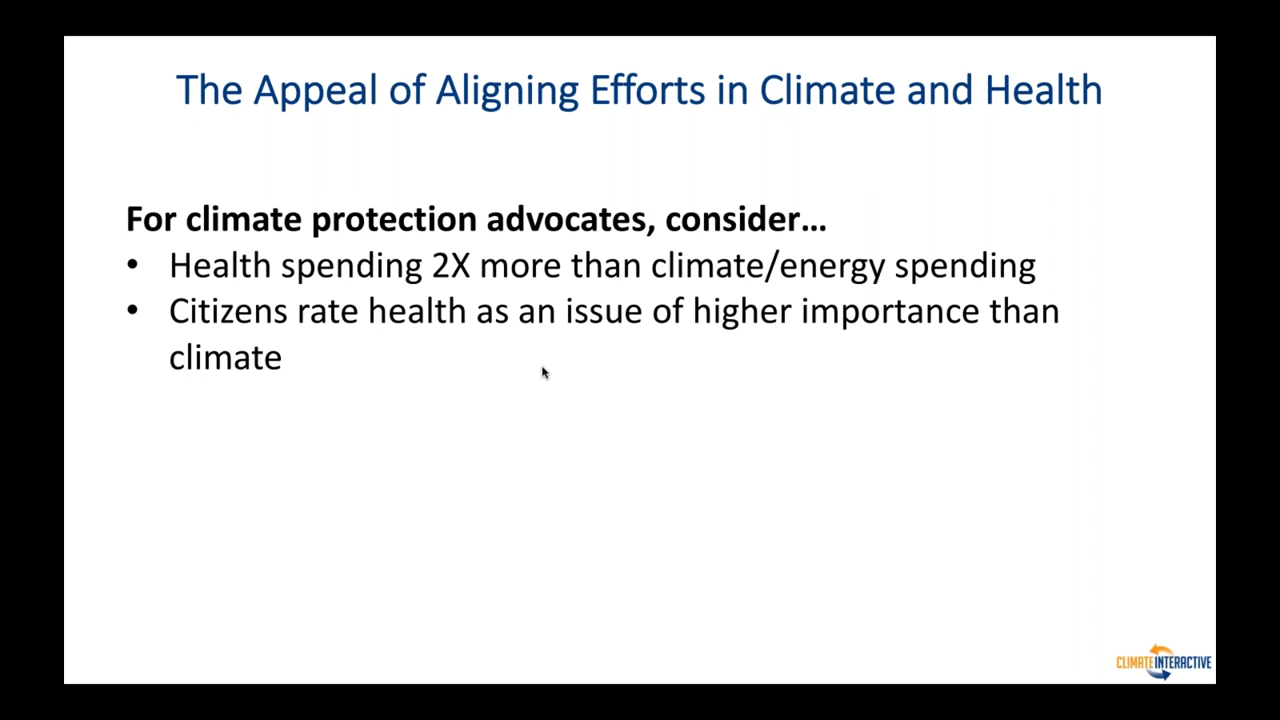 The Appeal of Aligning Efforts in Climate and Health
For climate protection advocates, consider…
• Health spending 2X more than climate/energy spending
• Citizens rate health as an issue of higher importance than
climate
CLIMATE INTERACTIVE